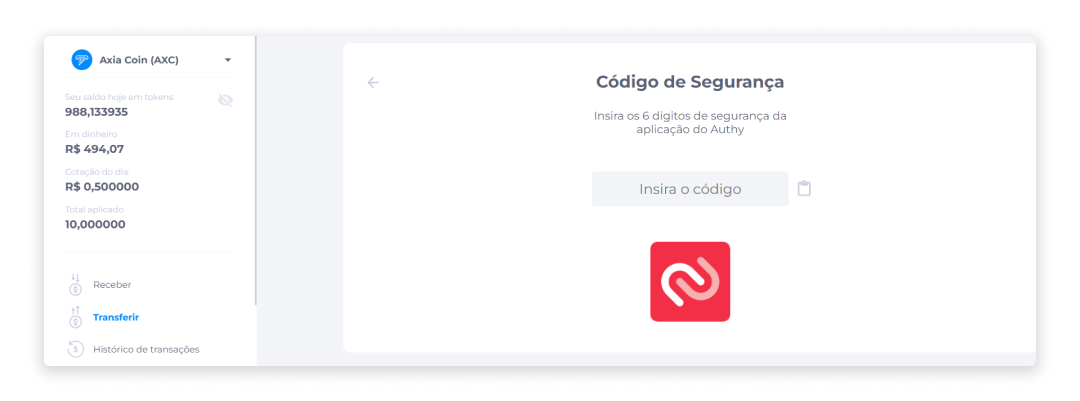 Axia Coin (AXC)
Seu saldo hoje em tokens
988,133935
Em dinheiro
R$ 494,07
Cotação do dia:
R$ 0,500000
Total aplicado
10,000000
Receber
Transferir
Histórico de transações
Código de Segurança
Insira os 6 digitos de segurança da
aplicação do Authy
Insira o código